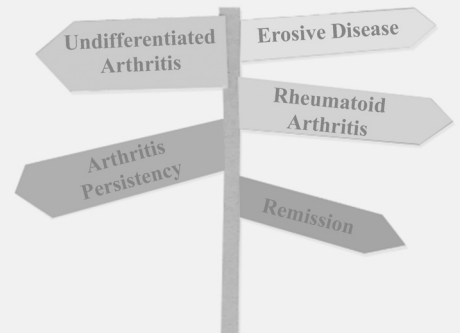 Undifferentiated
Arthritis
Erosive Disease
Rheumatoid
Arthritis
Arthritis
Persistency
Remission